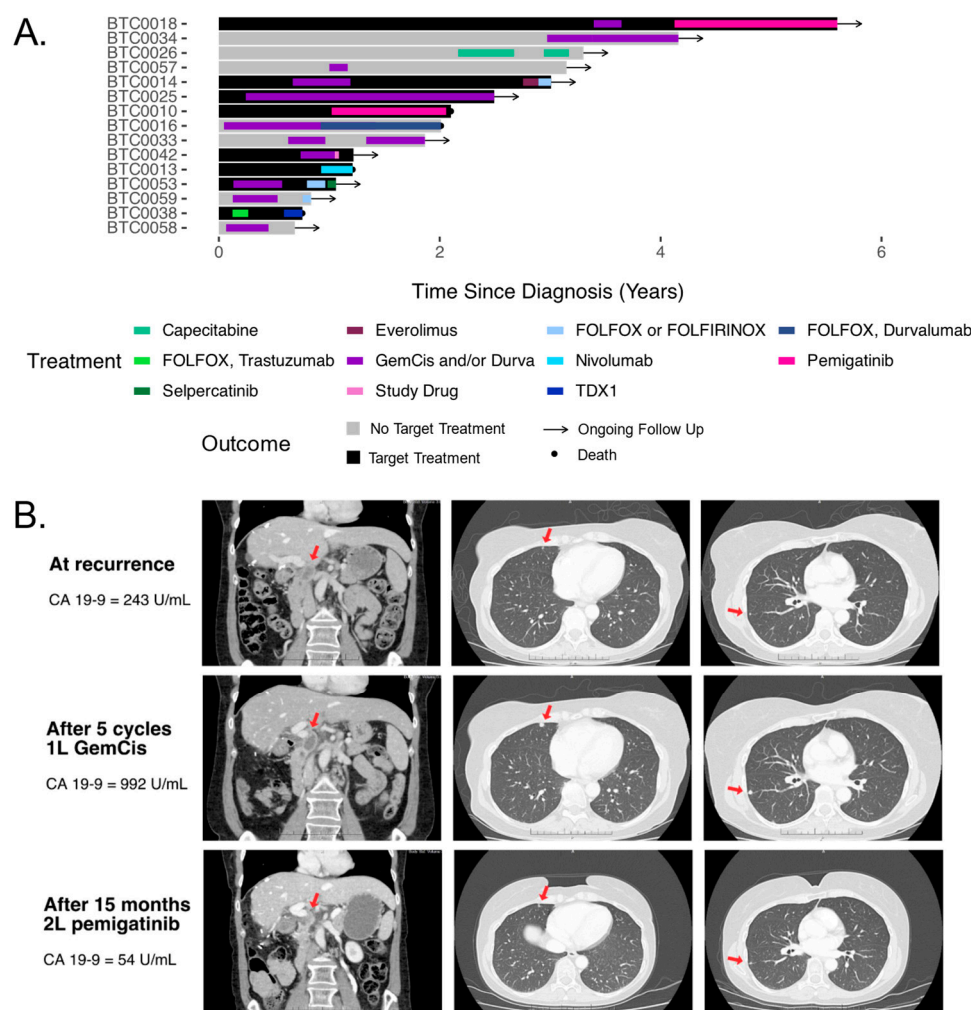 A.
BTC0018
BTC0034
BTC0026
BTC0057
BTC0014
BTC0025
BTC0010
BTC0016
BTC0033
BTC0042
BTC0013
BTC0053
BTC0059
BTC0038
BTC0058
0 2 4 6
Time Since Diagnosis (Years)
Treatment
Capecitabine Everolimus FOLFOX or FOLFIRINOX FOLFOX, Durvalumab
FOLFOX, Trastuzumab GemCis and/or Durva Nivolumab Pemigatinib
Selpercatinib Study Drug TDX1
Outcome
No Target Treatment Ongoing Follow Up
Target Treatment Death
B.
At recurrence
CA 19-9 = 243 U/mL
After 5 cycles
1L GemCis
CA 19-9 = 992 U/mL
After 15 months
2L pemigatinib
CA 19-9 = 54 U/mL